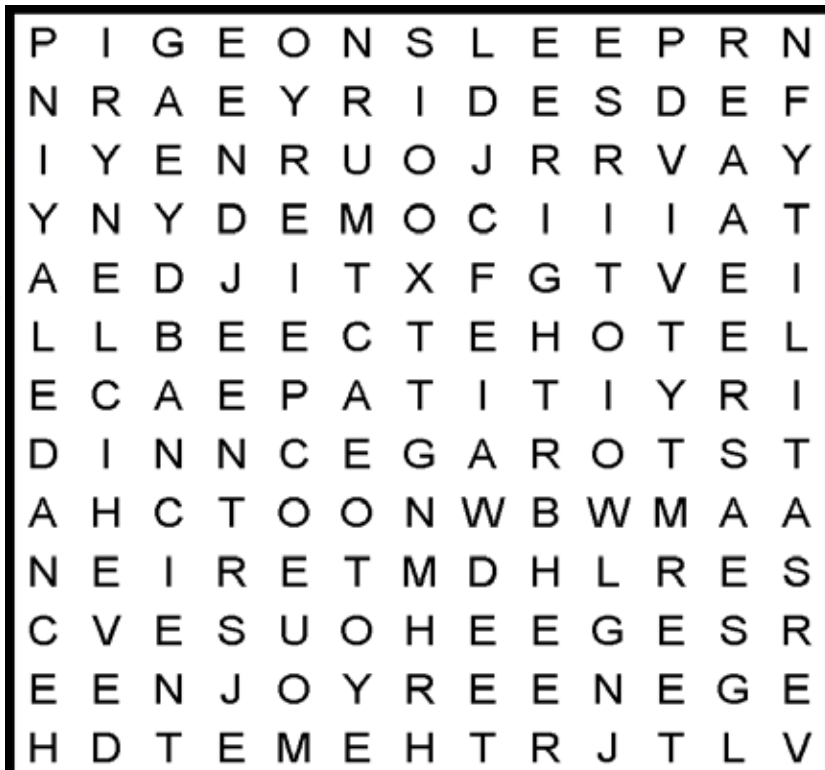 P I G E O N S L E E P R N
N R A E Y R I D E S D E F
I Y E N R U O J R R V A Y
Y N Y D E M O C I I I A T
A E D J I T X F G T V E I
L L B E E C T E H O T E L
E C A E P A T I T I Y R I
D I N N C E G A R O T S T
A H C T O O N W B W M A A
N E I R E T M D H L R E S
C V E S U O H E E G E S R
E E N J O Y R E E N E G E
H D T E M E H T R J T L V